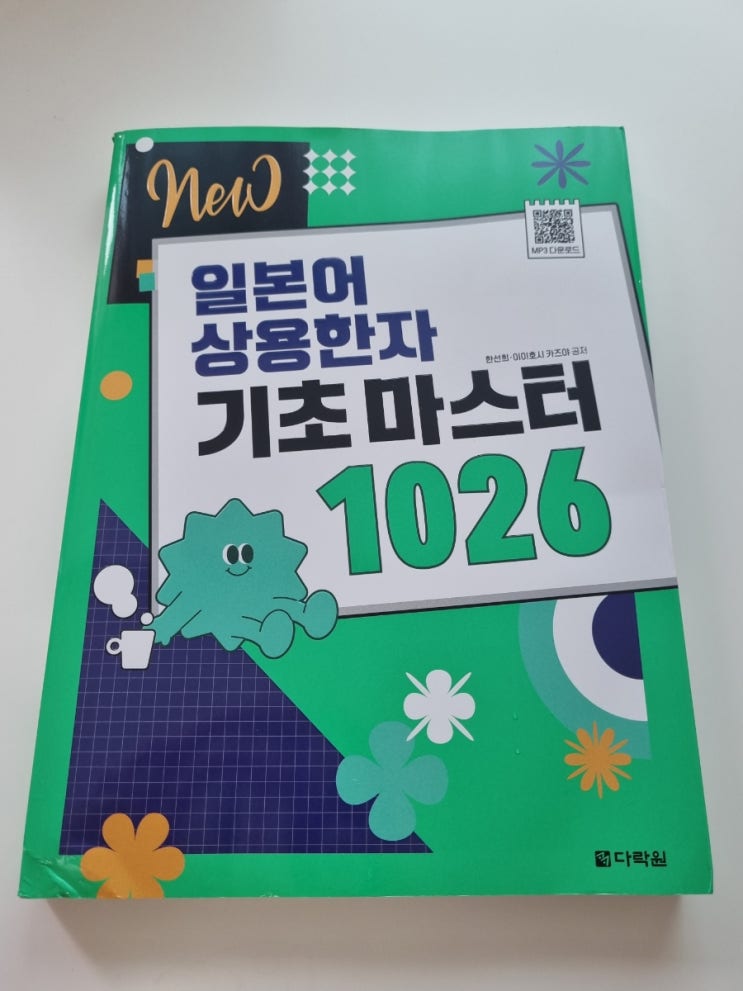 New
MP3 다운로드
일본어
상용한자
한선희·이이호시 카즈야 공저
기초 마스터
1026
다락원